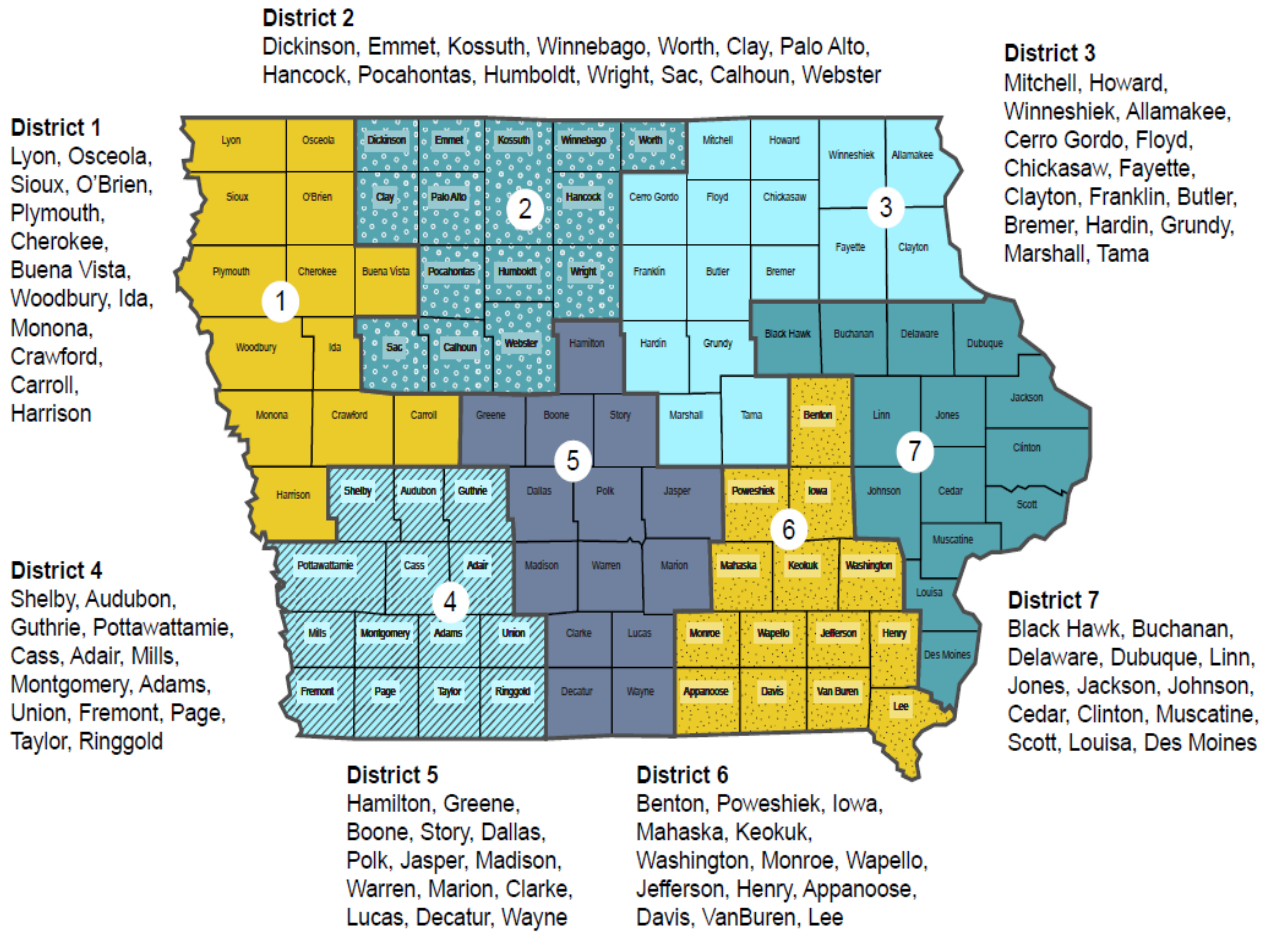 District 2
Dickinson, Emmet, Kossuth, Winnebago, Worth, Clay, Palo Alto,
Hancock, Pocahontas, Humboldt, Wright, Sac, Calhoun, Webster
District 3
Mitchell, Howard,
Winneshiek, Allamakee,
Cerro Gordo, Floyd,
Chickasaw, Fayette,
Clayton, Franklin, Butler,
Bremer, Hardin, Grundy,
Marshall, Tama
District 1
Lyon, Osceola,
Sioux, O'Brien,
Plymouth,
Cherokee,
Buena Vista,
Woodbury, Ida,
Monona,
Crawford,
Carroll,
Harrison
Lyon Osceola Dickinson Emmet Kossuth Winnebago Worth Mitchell Howard Winneshiek Allamakee
Sioux O'Brien Clay Palo Alto 2 Hancock Cerro Gordo Floyd Chickasaw 3
Plymouth Cherokee Buena Vista Pocahontas Humboldt Wright Franklin Butler Bremer Fayette Clayton
1
Woodbury Ida Sac Calhoun Webster Hamilton Hardin Grundy Black Hawk Buchanan Delaware Dubuque
Monona Crawford Carroll Greene Boone Story Marshall Tama Benton Linn Jones Jackson
5 7 Clinton
Harrison Shelby Audubon Guthrie Dallas Polk Jasper Poweshiek Iowa Johnson Cedar Scott
6 Muscatine
Pottawattamie Cass Adair Madison Warren Marion Mahaska Keokuk Washington Louisa
4
Mills Montgomery Adams Union Clarke Lucas Monroe Wapello Jefferson Henry Des Moines
Fremont Page Taylor Ringgold Decatur Wayne Appanoose Davis Van Buren Lee
District 4
Shelby, Audubon,
Guthrie, Pottawattamie,
Cass, Adair, Mills,
Montgomery, Adams,
Union, Fremont, Page,
Taylor, Ringgold
District 7
Black Hawk, Buchanan,
Delaware, Dubuque, Linn,
Jones, Jackson, Johnson,
Cedar, Clinton, Muscatine,
Scott, Louisa, Des Moines
District 5
Hamilton, Greene,
Boone, Story, Dallas,
Polk, Jasper, Madison,
Warren, Marion, Clarke,
Lucas, Decatur, Wayne
District 6
Benton, Poweshiek, Iowa,
Mahaska, Keokuk,
Washington, Monroe, Wapello,
Jefferson, Henry, Appanoose,
Davis, VanBuren, Lee